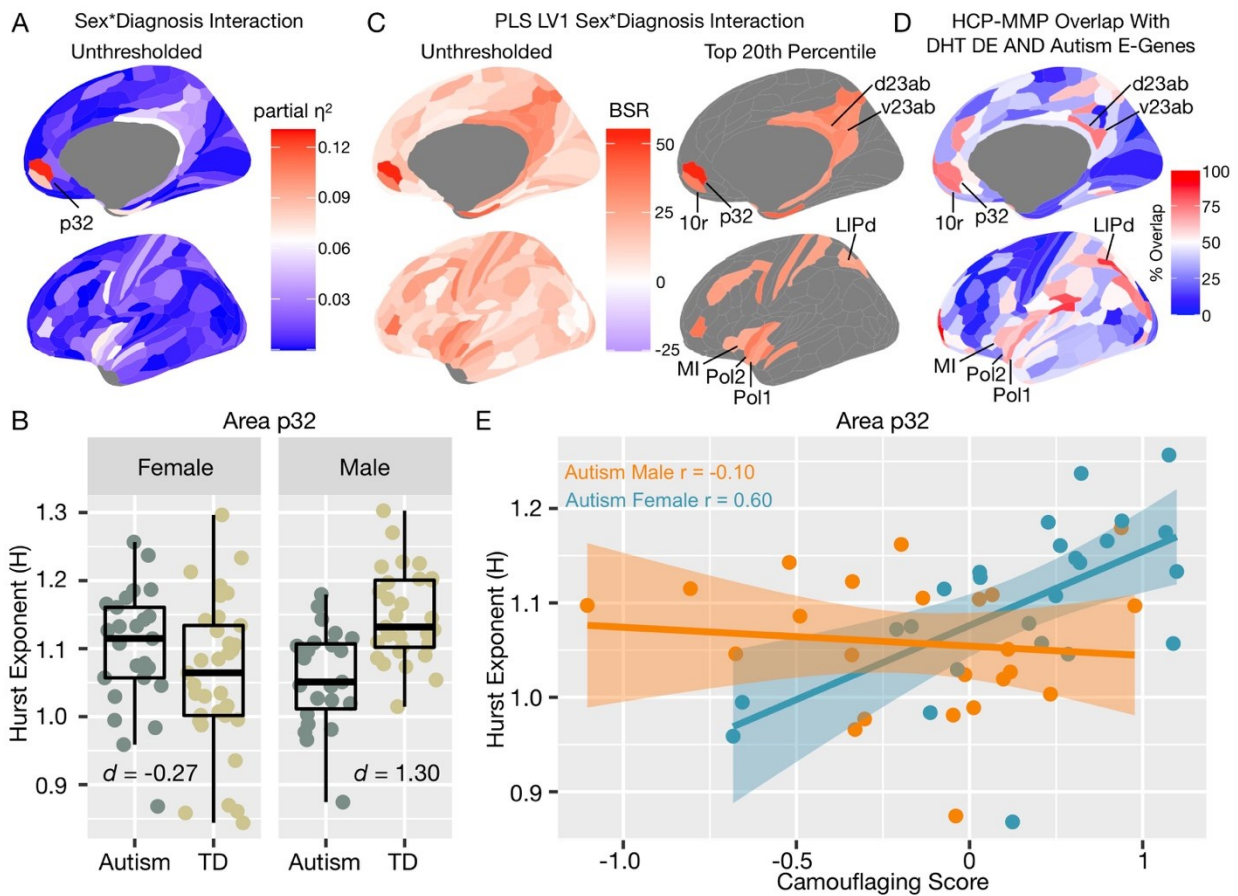 A
Sex*Diagnosis Interaction
Unthresholded
partial η²
0.12
0.09
0.06
0.03
p32
C
PLS LV1 Sex*Diagnosis Interaction
Unthresholded
BSR
50
25
0
-25
Top 20th Percentile
d23ab
v23ab
10r
p32
LIPd
MI
Pol2
Pol1
D
HCP-MMP Overlap With
DHT DE AND Autism E-Genes
d23ab
v23ab
10r
p32
LIPd
MI
Pol2
Pol1
100
75
50
25
0
% Overlap
B
Area p32
Female
Male
Hurst Exponent (H)
1.3
1.2
1.1
1.0
0.9
d = -0.27
d = 1.30
Autism
TD
Autism
TD
E
Area p32
Autism Male r = -0.10
Autism Female r = 0.60
Hurst Exponent (H)
1.2
1.1
1.0
0.9
-1.0
-0.5
0
1
Camouflaging Score